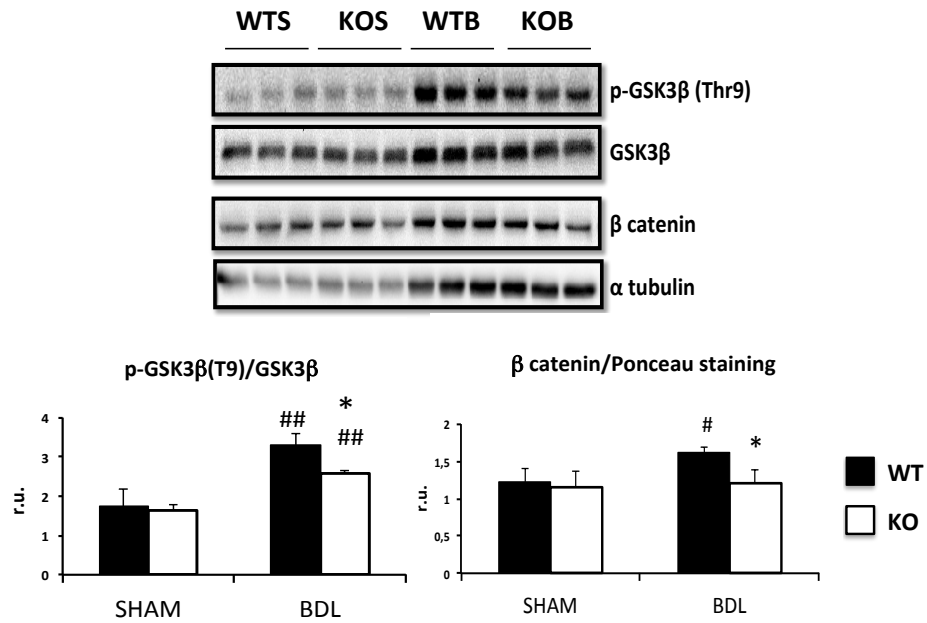 WTS KOS WTB KOB
p-GSK3β (Thr9)
GSK3β
β catenin
α tubulin
p-GSK3β(T9)/GSK3β
r.u.
4
3
2
1
0
##
*
##
SHAM BDL
β catenin/Ponceau staining
r.u.
2
1,5
1
0,5
0
#
*
SHAM BDL
WT
KO